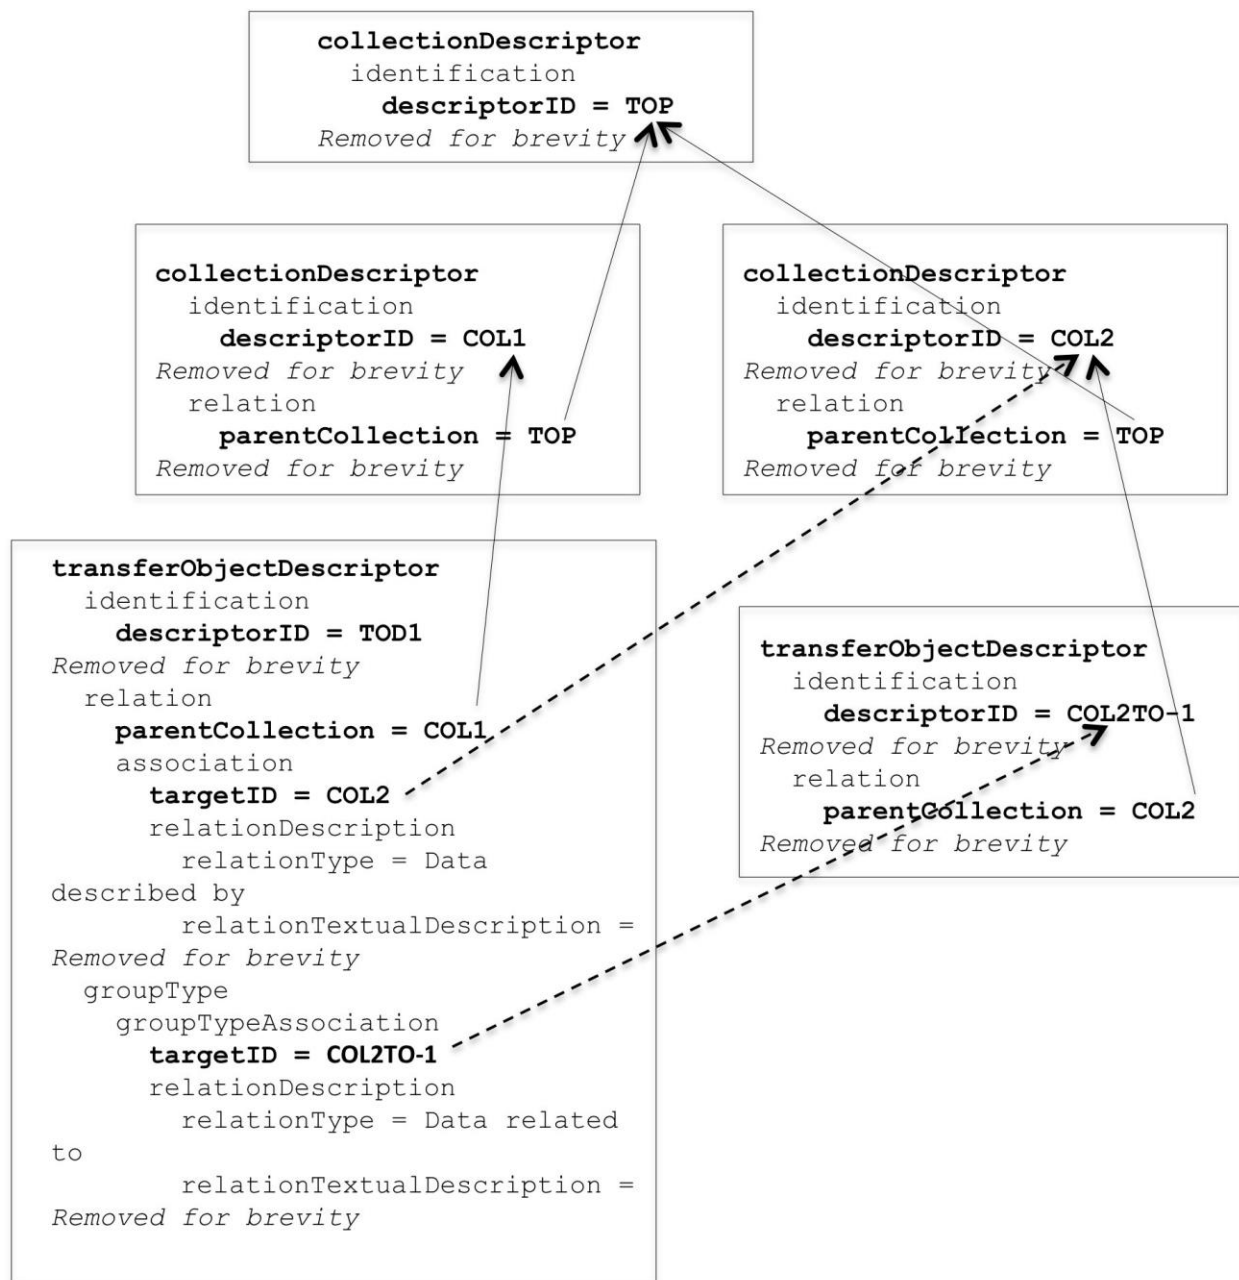 collectionDescriptor
identification
descriptorID = TOP
Removed for brevity
collectionDescriptor
identification
descriptorID = COL1
Removed for brevity
relation
parentCollection = TOP
Removed for brevity
collectionDescriptor
identification
descriptorID = COL2
Removed for brevity
relation
parentCollection = TOP
Removed for brevity
transferObjectDescriptor
identification
descriptorID = TOD1
Removed for brevity
relation
parentCollection = COL1
association
targetID = COL2
relationDescription
relationType = Data
described by
relationTextualDescription =
Removed for brevity
groupType
groupTypeAssociation
targetID = COL2TO-1
relationDescription
relationType = Data related
to
relationTextualDescription =
Removed for brevity
transferObjectDescriptor
identification
descriptorID = COL2TO-1
Removed for brevity
relation
parentCollection = COL2
Removed for brevity